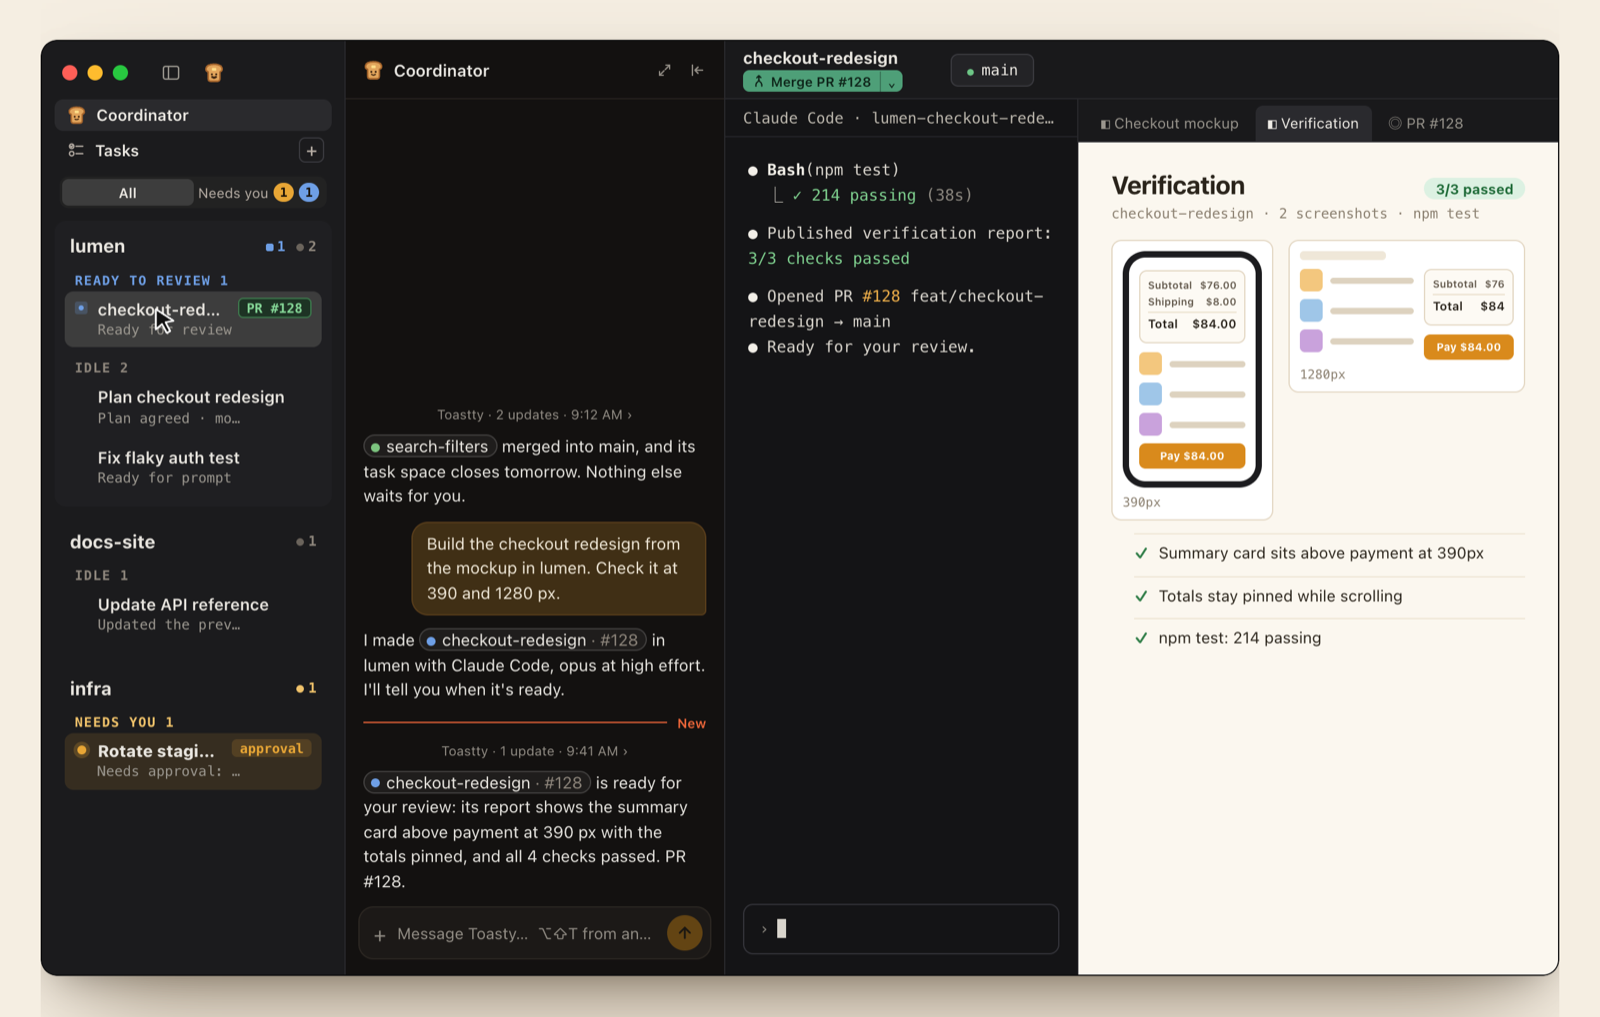 Coordinator
Tasks
+
All
Needs you 1 1
lumen
1 2
READY TO REVIEW 1
checkout-red...
PR #128
Ready for review
IDLE 2
Plan checkout redesign
Plan agreed · mo…
Fix flaky auth test
Ready for prompt
docs-site
1
IDLE 1
Update API reference
Updated the prev…
infra
1
NEEDS YOU 1
Rotate stagi...
approval
Needs approval: …
Coordinator
Toastty · 2 updates · 9:12 AM ›
search-filters merged into main, and its
task space closes tomorrow. Nothing else
waits for you.
Build the checkout redesign from
the mockup in lumen. Check it at
390 and 1280 px.
I made checkout-redesign · #128 in
lumen with Claude Code, opus at high effort.
I'll tell you when it's ready.
New
Toastty · 1 update · 9:41 AM ›
checkout-redesign · #128 is ready for
your review: its report shows the summary
card above payment at 390 px with the
totals pinned, and all 4 checks passed. PR
#128.
+ Message Toasty... ⌥⇧T from an...
checkout-redesign
Merge PR #128
main
Claude Code · lumen-checkout-rede…
Bash(npm test)
✓ 214 passing (38s)
Published verification report:
3/3 checks passed
Opened PR #128 feat/checkout-
redesign → main
Ready for your review.
›
Checkout mockup
Verification
PR #128
Verification
3/3 passed
checkout-redesign · 2 screenshots · npm test
Subtotal $76.00
Shipping $8.00
Total $84.00
Pay $84.00
390px
Subtotal $76
Total $84
Pay $84.00
1280px
✓ Summary card sits above payment at 390px
✓ Totals stay pinned while scrolling
✓ npm test: 214 passing